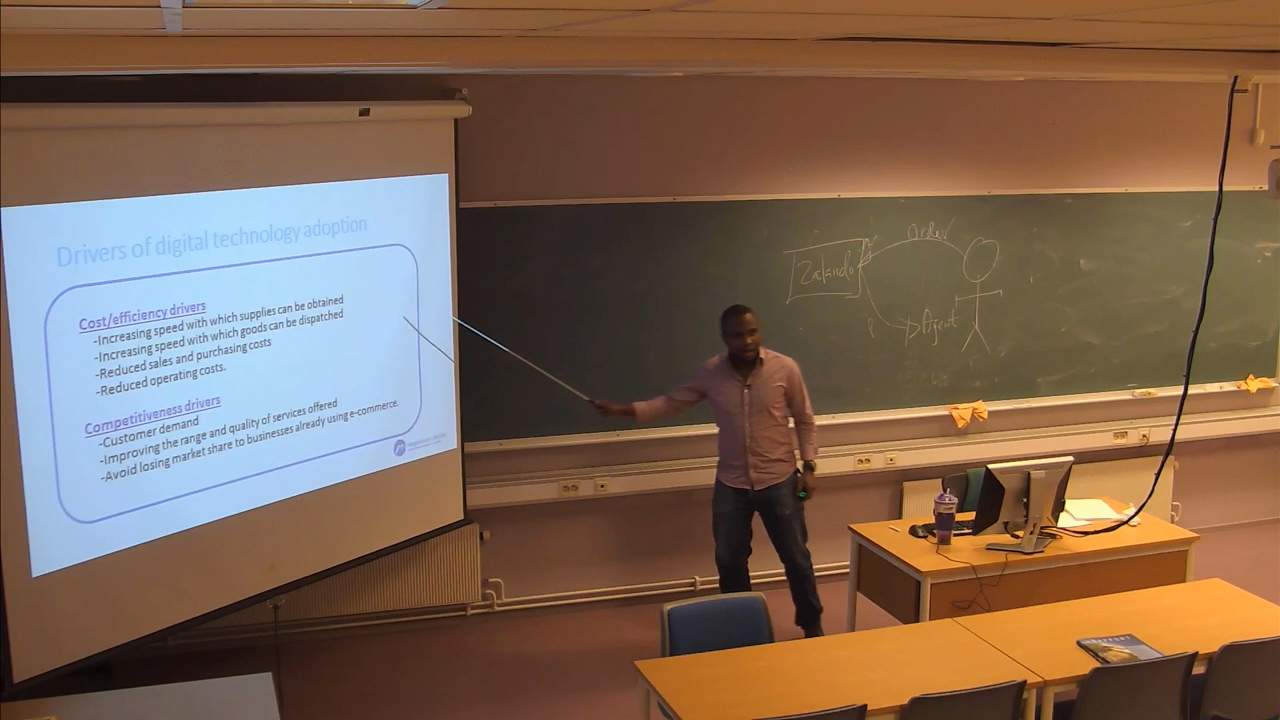 Drivers of digital technology adoption
Cost/efficiency drivers
-Increasing speed with which supplies can be obtained
-Increasing speed with which goods can be dispatched
-Reduced sales and purchasing costs
-Reduced operating costs.
Competitiveness drivers
-Customer demand
-Improving the range and quality of services offered
-Avoid losing market share to businesses already using e-commerce.
Order
Zalando
? Agent